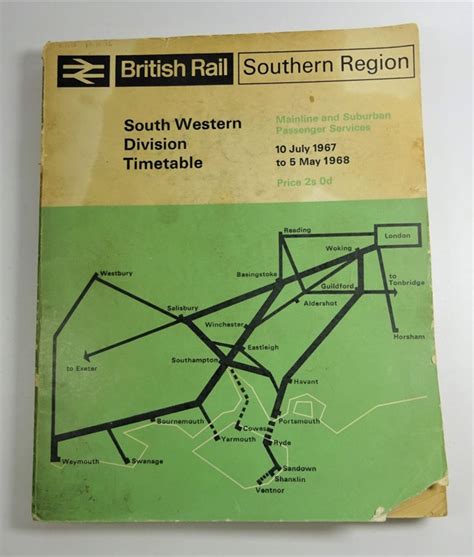 British Rail
Southern Region
South Western
Division
Timetable
Mainline and Suburban
Passenger Services
10 July 1967
to 5 May 1968
Price 2s 0d
Reading
London
Woking
Westbury
Basingstoke
Guildford
to
Tonbridge
Aldershot
Salisbury
Winchester
Horsham
Eastleigh
to Exeter
Southampton
Havant
Bournemouth
Portsmouth
Cowes
Yarmouth
Ryde
Weymouth
Swanage
Sandown
Shanklin
Ventnor